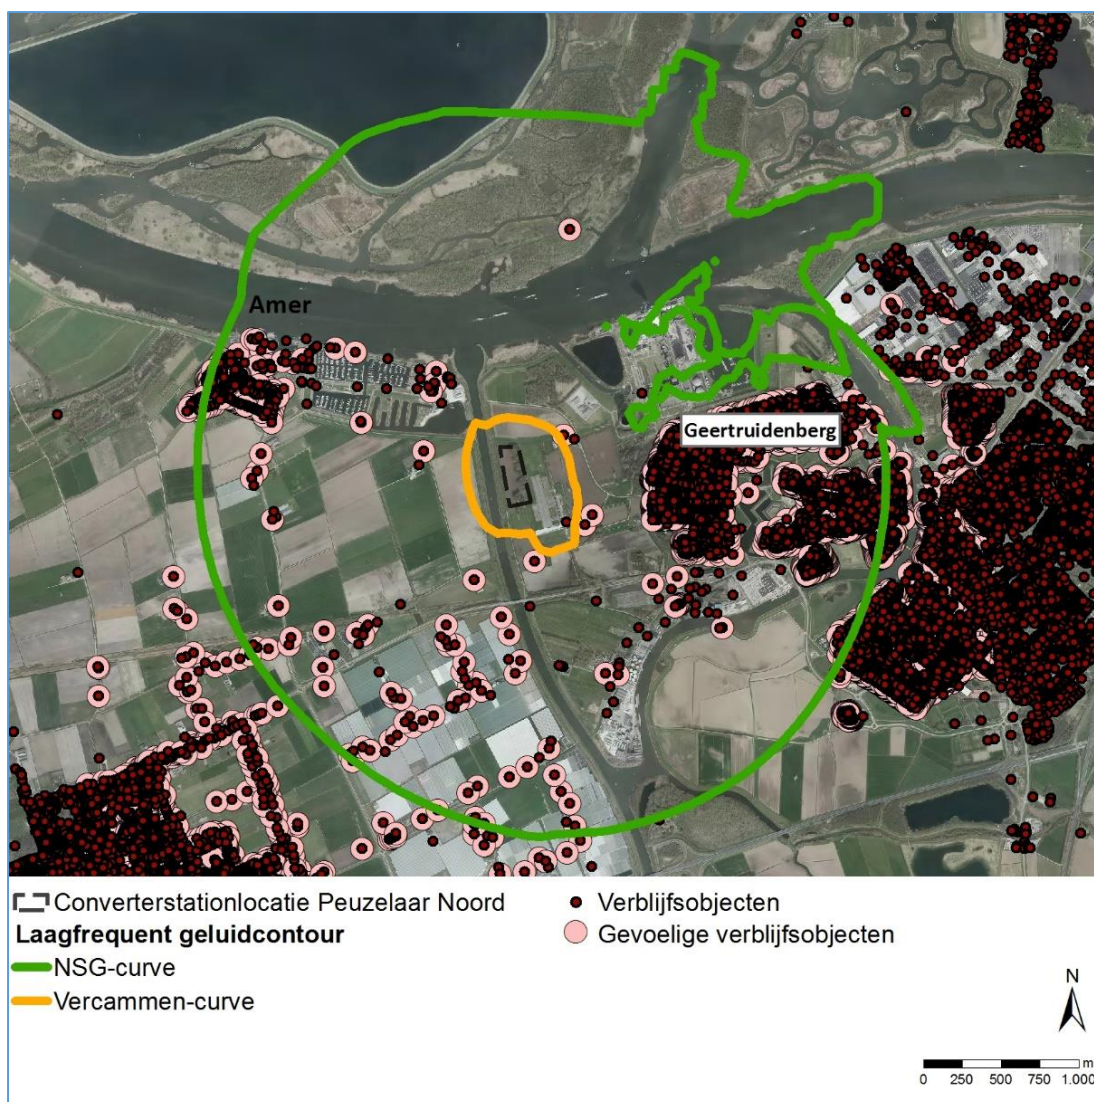 Amer
Geertruidenberg
Converterstationlocatie Peuzelaar Noord
Laagfrequent geluidcontour
NSG-curve
Vercammen-curve
Verblijfsobjecten
Gevoelige verblijfsobjecten
N
m
0 250 500 750 1.000